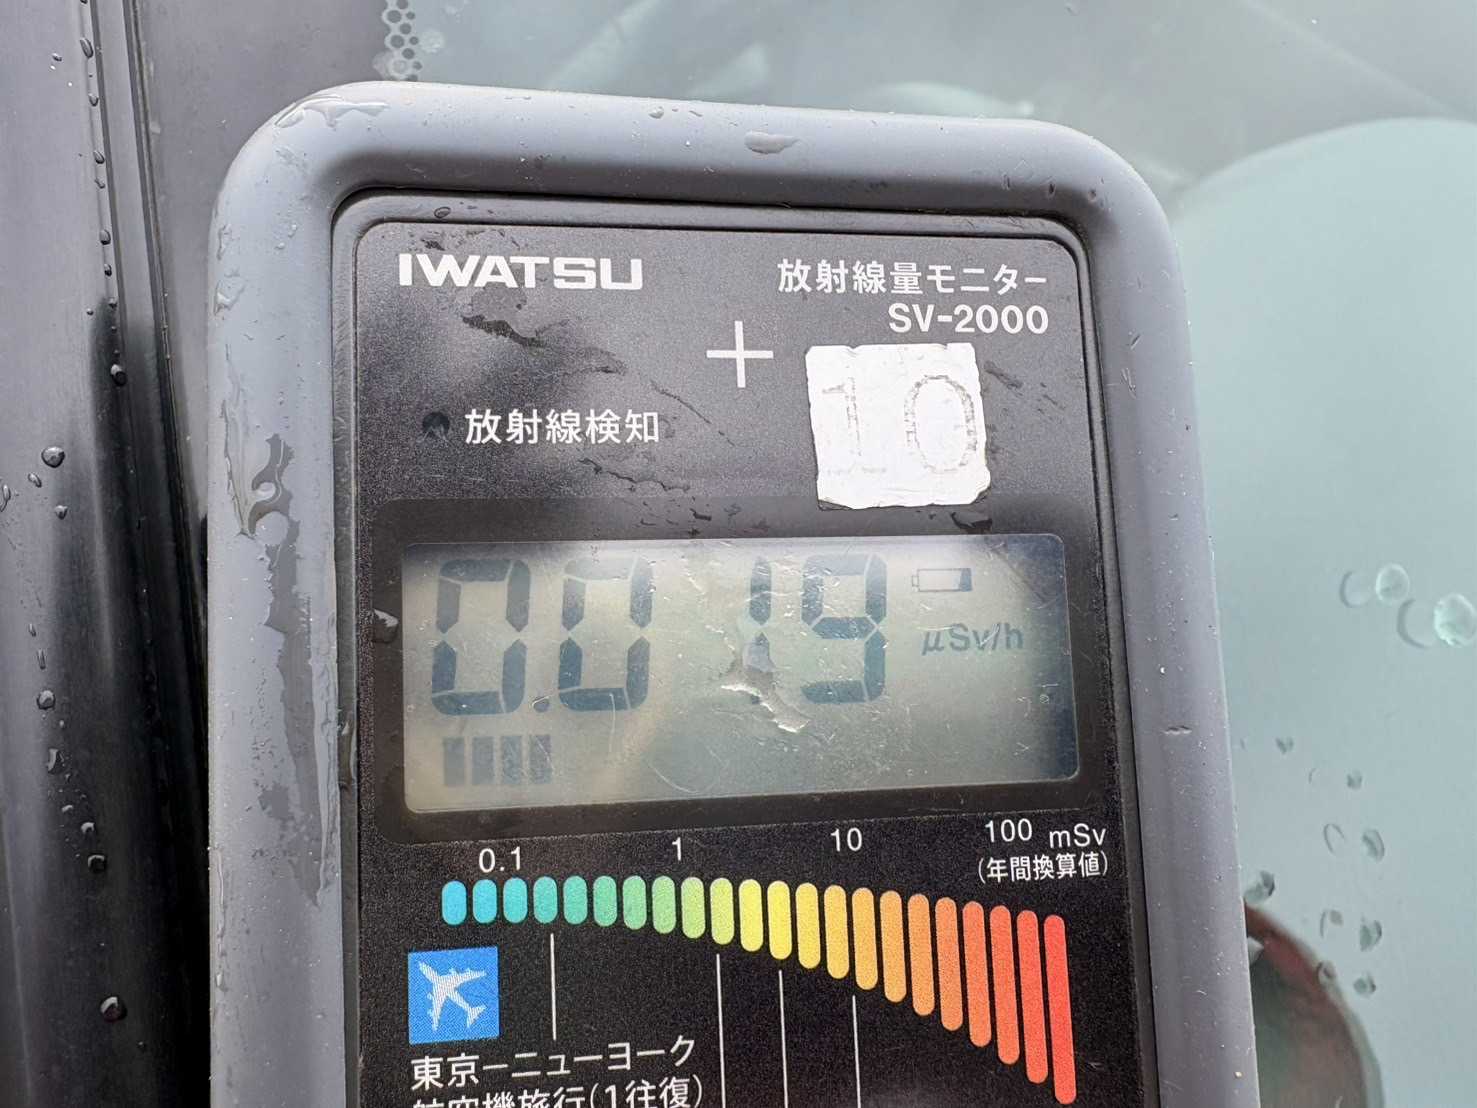 IWATSU
放射線量モニター
SV-2000
10
放射線検知
0.019
μSv/h
0.1 1 10 100 mSv
(年間換算値)
東京ーニューヨーク
航空機旅行(1往復)